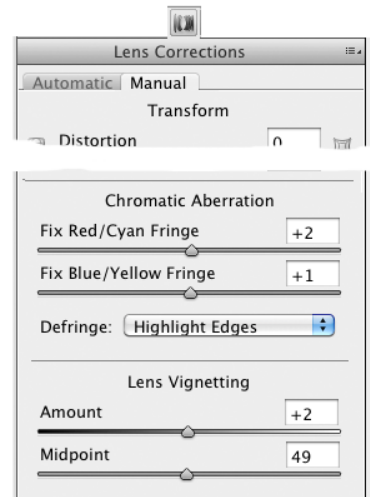 Lens Corrections
Automatic Manual
Transform
Distortion 0
Chromatic Aberration
Fix Red/Cyan Fringe +2
Fix Blue/Yellow Fringe +1
Defringe: Highlight Edges
Lens Vignetting
Amount +2
Midpoint 49